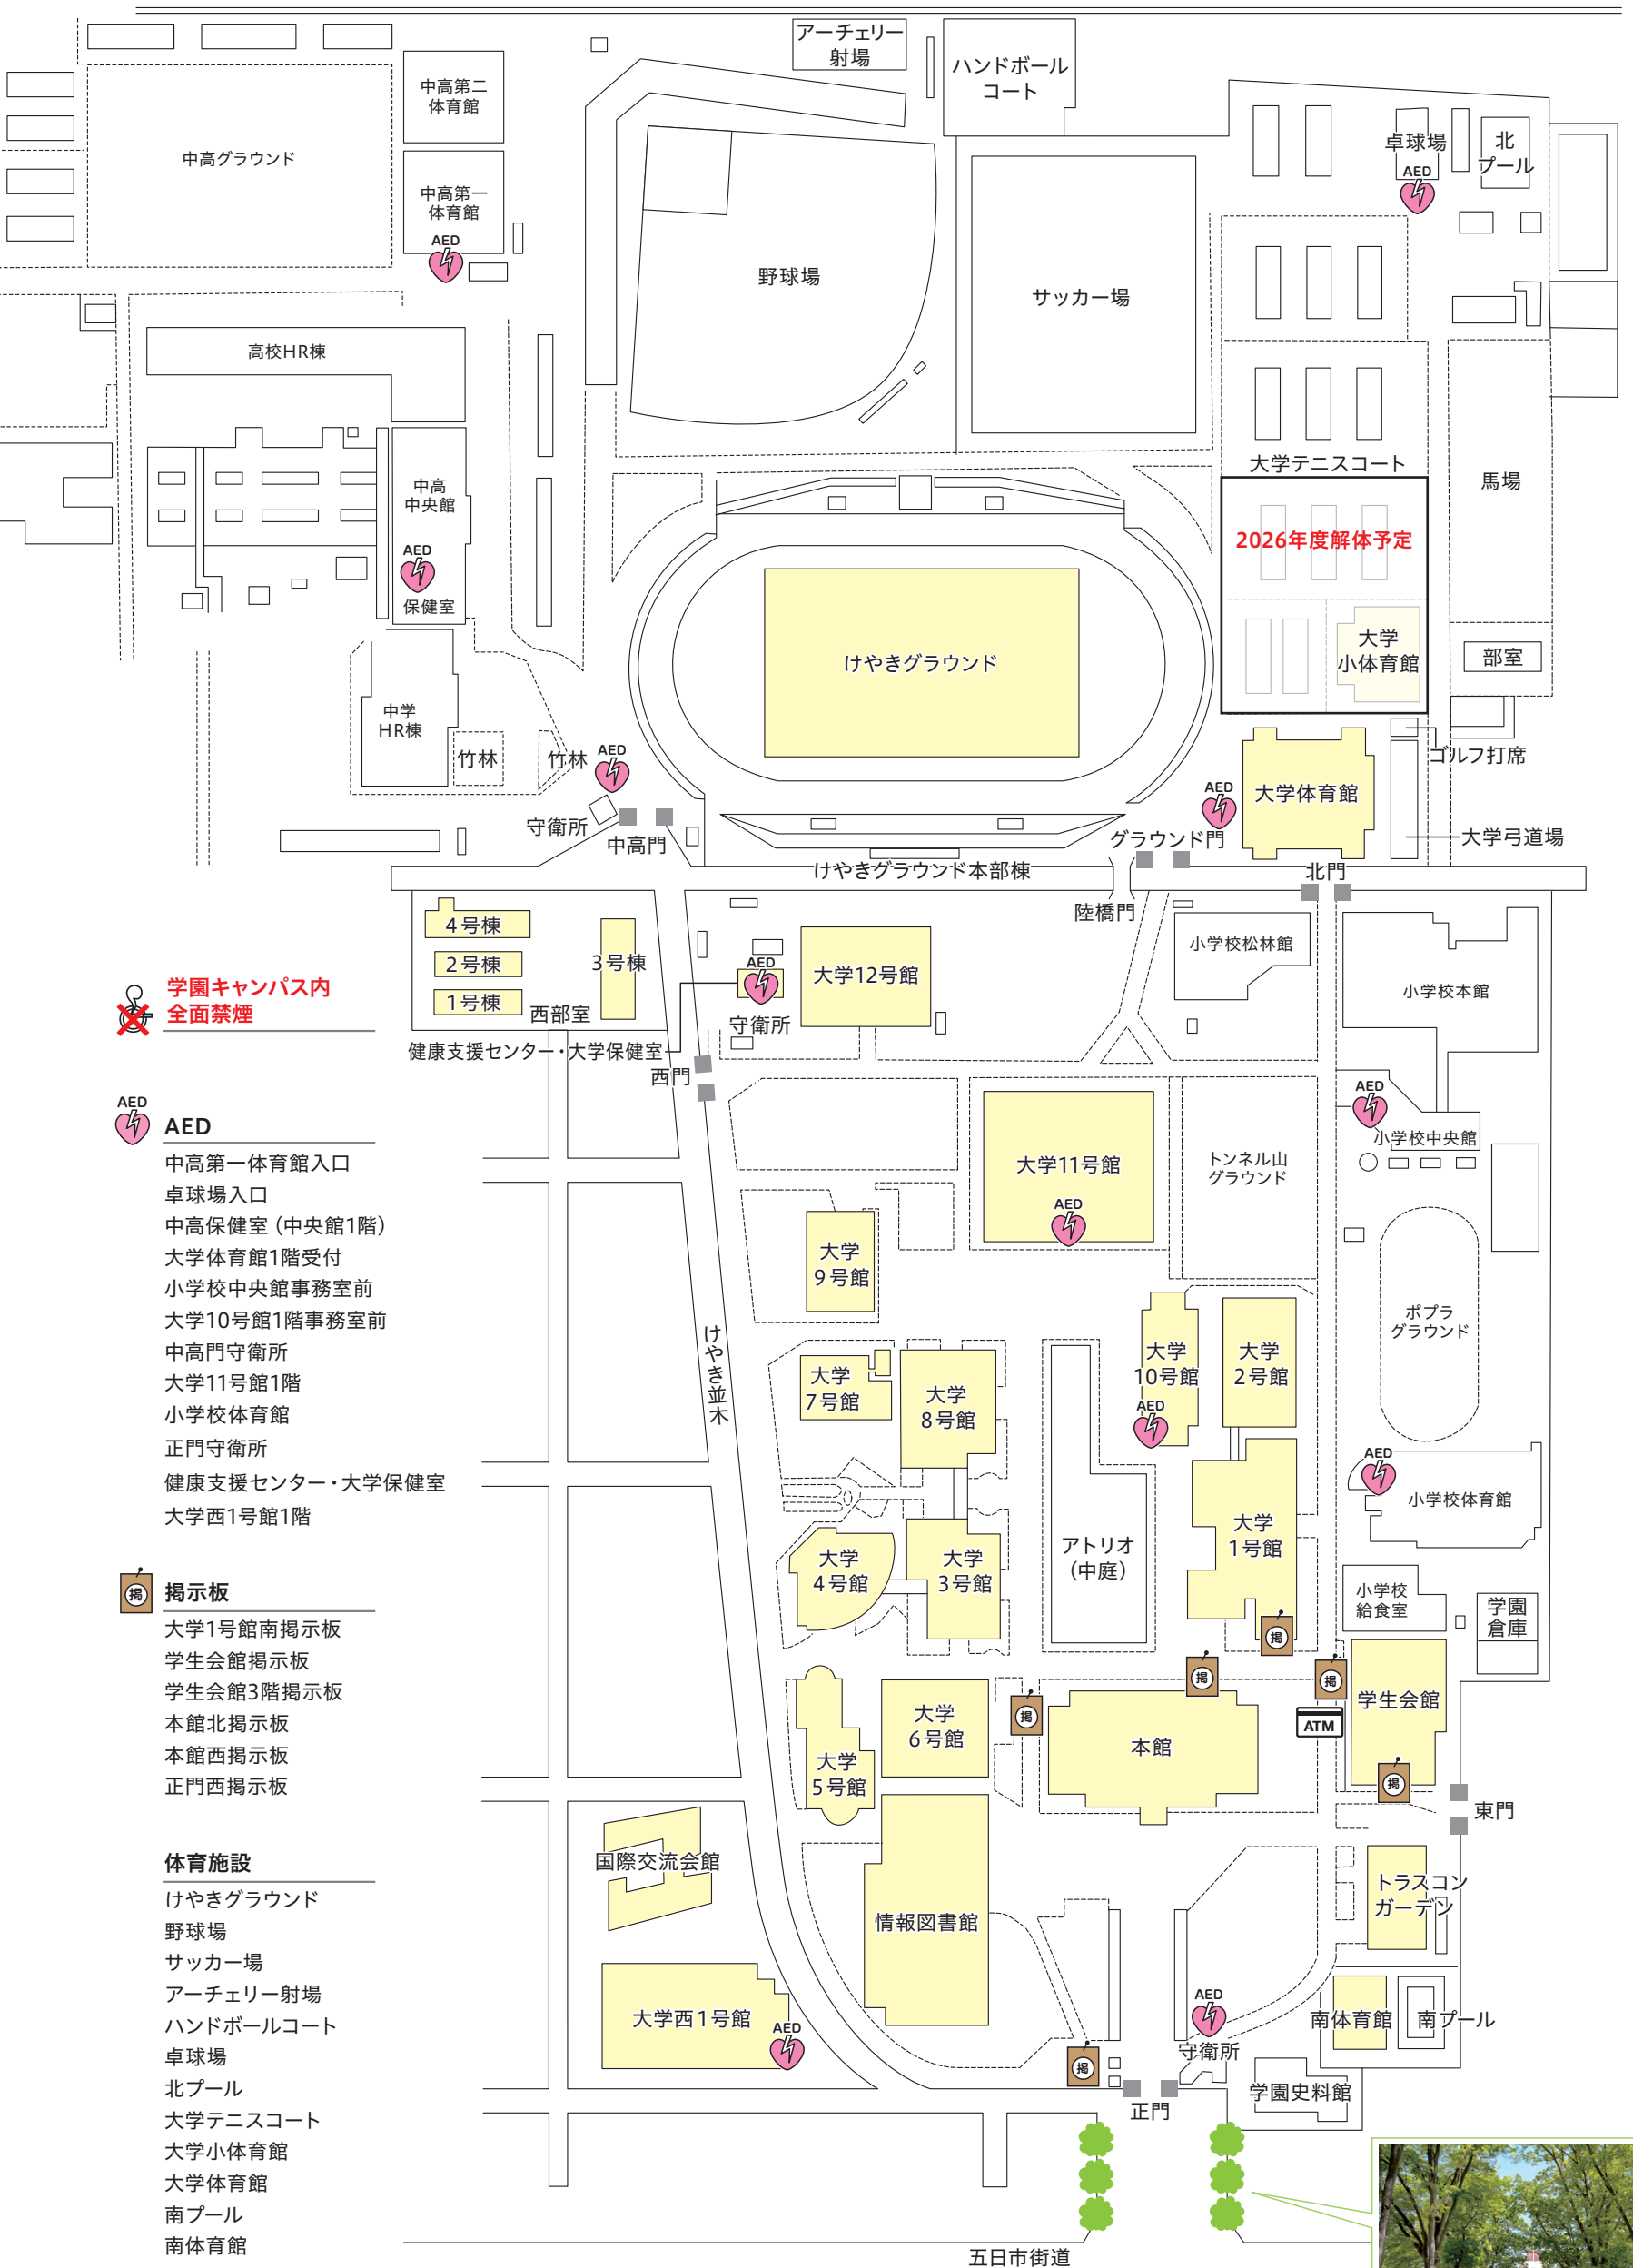 アーチェリー
射場
ハンドボール
コート
中高第二
体育館
中高グラウンド
中高第一
体育館
AED
卓球場
AED
北
プール
野球場
サッカー場
高校HR棟
大学テニスコート
馬場
2026年度解体予定
中高
中央館
AED
保健室
けやきグラウンド
大学
小体育館
部室
中学
HR棟
竹林
竹林
AED
守衛所
中高門
AED
大学体育館
ゴルフ打席
大学弓道場
グラウンド門
けやきグラウンド本部棟
北門
陸橋門
4号棟
2号棟
1号棟
3号棟
西部室
AED
守衛所
大学12号館
小学校松林館
小学校本館
健康支援センター・大学保健室
西門
学園キャンパス内
全面禁煙
AED
AED
中高第一体育館入口
卓球場入口
中高保健室(中央館1階)
大学体育館1階受付
小学校中央館事務室前
大学10号館1階事務室前
中高門守衛所
大学11号館1階
小学校体育館
正門守衛所
健康支援センター・大学保健室
大学西1号館1階
掲
掲示板
大学1号館南掲示板
学生会館掲示板
学生会館3階掲示板
本館北掲示板
本館西掲示板
正門西掲示板
体育施設
けやきグラウンド
野球場
サッカー場
アーチェリー射場
ハンドボールコート
卓球場
北プール
大学テニスコート
大学小体育館
大学体育館
南プール
南体育館
大学11号館
AED
トンネル山
グラウンド
AED
小学校中央館
大学
9号館
けやき並木
ポプラ
グラウンド
大学
7号館
大学
8号館
大学
10号館
AED
大学
2号館
AED
小学校体育館
大学
4号館
大学
3号館
アトリオ
(中庭)
大学
1号館
掲
小学校
給食室
学園
倉庫
大学
5号館
大学
6号館
掲
掲
本館
掲
ATM
学生会館
掲
東門
国際交流会館
情報図書館
トラスコン
ガーデン
大学西1号館
AED
掲
AED
守衛所
南体育館
南プール
学園史料館
正門
五日市街道